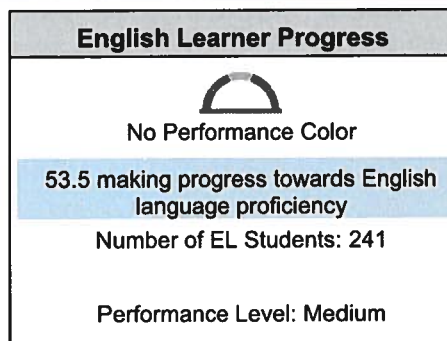 English Learner Progress
No Performance Color
53.5 making progress towards English
language proficiency
Number of EL Students: 241
Performance Level: Medium